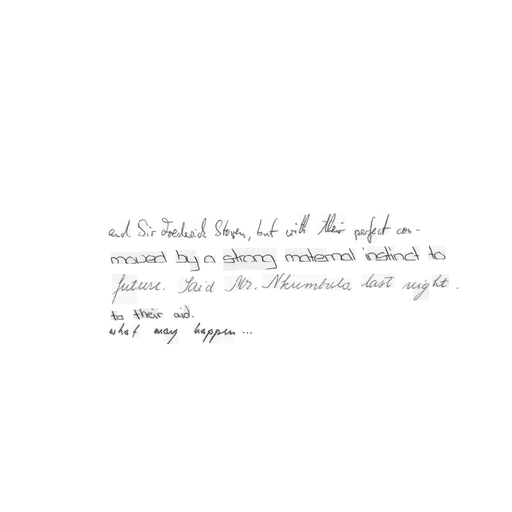 and Sir Frederick Stoven, but with their perfect con-
moved by a strong maternal instinct to
future. Said Mr. Nkumbula last night.
to their aid.
what may happen...